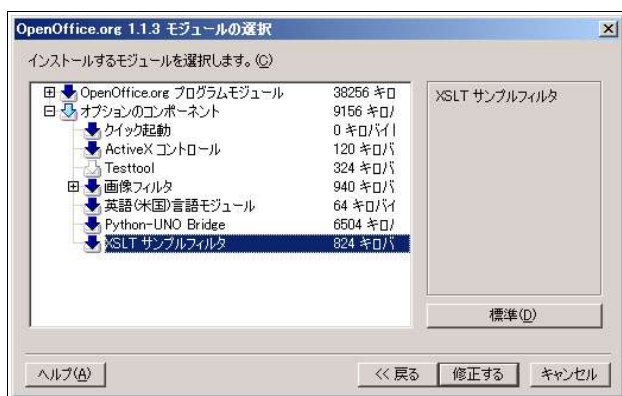 OpenOffice.org 1.1.3 モジュールの選択
インストールするモジュールを選択します。(C)
OpenOffice.org プログラムモジュール 38256 キロ
オプションのコンポーネント 9156 キロ/
クイック起動 0 キロバイ
ActiveX コントロール 120 キロバ
Testtool 324 キロバ
画像フィルタ 940 キロバ
英語(米国)言語モジュール 64 キロバイ
Python-UNO Bridge 6504 キロ/
XSLT サンプルフィルタ 824 キロバ
XSLT サンプルフィルタ
標準(D)
ヘルプ(A)
<< 戻る
修正する
キャンセル